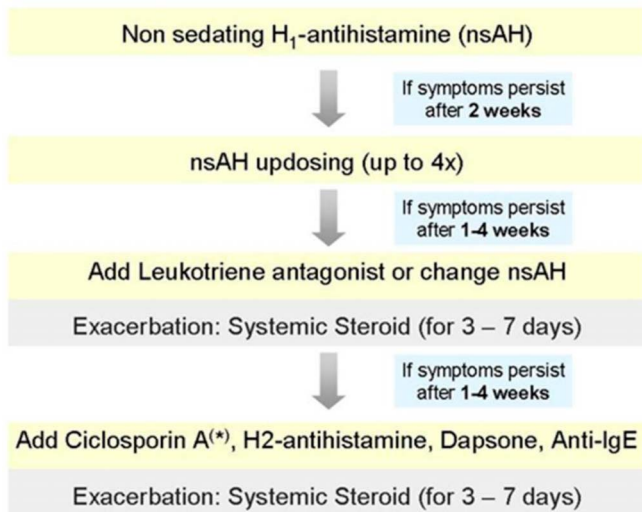 Non sedating H₁-antihistamine (nsAH)
If symptoms persist
after 2 weeks
nsAH updosing (up to 4x)
If symptoms persist
after 1-4 weeks
Add Leukotriene antagonist or change nsAH
Exacerbation: Systemic Steroid (for 3 – 7 days)
If symptoms persist
after 1-4 weeks
Add Ciclosporin A(*), H2-antihistamine, Dapsone, Anti-IgE
Exacerbation: Systemic Steroid (for 3 – 7 days)